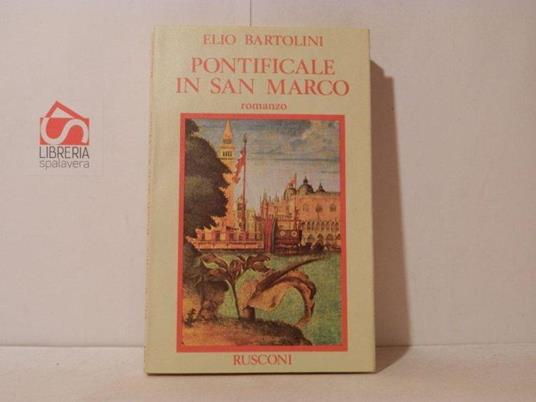 ELIO BARTOLINI
PONTIFICALE
IN SAN MARCO
romanzo
RUSCONI
LIBRERIA
spalavera